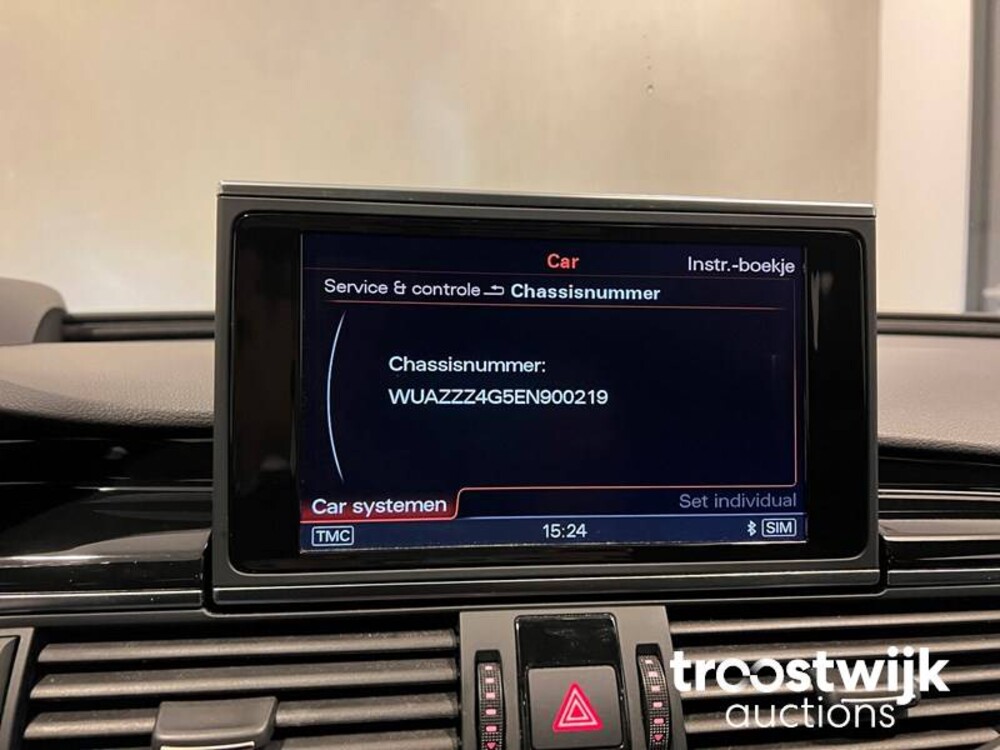 Car
Instr.-boekje
Service & controle Chassisnummer
Chassisnummer:
WUAZZZ4G5EN900219
Car systemen
Set individual
TMC 15:24 SIM
troostwijk
auctions